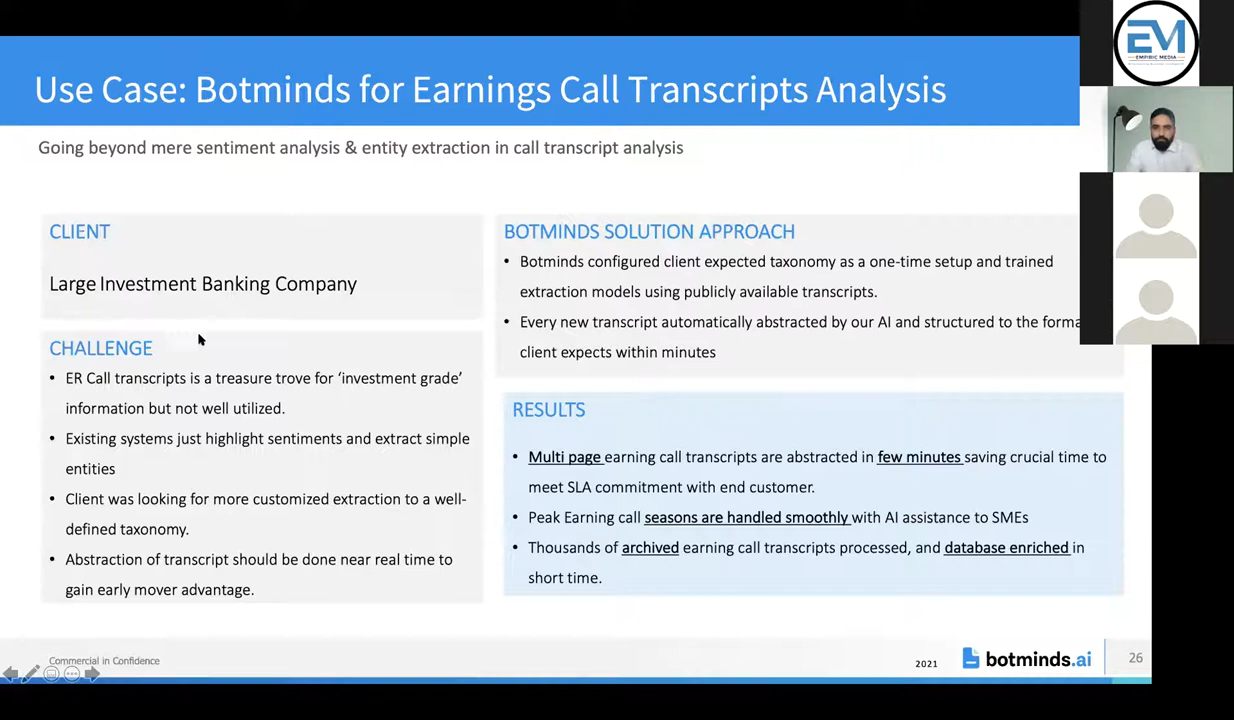 Use Case: Botminds for Earnings Call Transcripts Analysis
Going beyond mere sentiment analysis & entity extraction in call transcript analysis
CLIENT
Large Investment Banking Company
CHALLENGE
• ER Call transcripts is a treasure trove for ‘investment grade’
information but not well utilized.
• Existing systems just highlight sentiments and extract simple
entities
• Client was looking for more customized extraction to a well-
defined taxonomy.
• Abstraction of transcript should be done near real time to
gain early mover advantage.
BOTMINDS SOLUTION APPROACH
• Botminds configured client expected taxonomy as a one-time setup and trained
extraction models using publicly available transcripts.
• Every new transcript automatically abstracted by our AI and structured to the forma
client expects within minutes
RESULTS
• Multi page earning call transcripts are abstracted in few minutes saving crucial time to
meet SLA commitment with end customer.
• Peak Earning call seasons are handled smoothly with AI assistance to SMEs
• Thousands of archived earning call transcripts processed, and database enriched in
short time.
Commercial in Confidence
2021
botminds.ai
26
EM
EMPIRIC MEDIA